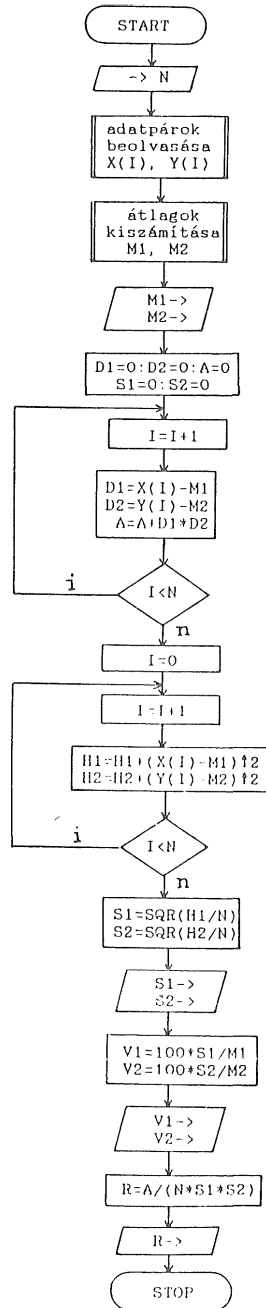 START
-> N
adatpárok
beolvasása
X(I), Y(I)
átlagok
kiszámítása
M1, M2
M1->
M2->
D1=0:D2=0:A=0
S1=0:S2=0
I=I+1
D1=X(I)-M1
D2=Y(I)-M2
A=A+D1*D2
i
I<N
n
I=0
I=I+1
H1=H1+(X(I)-M1)↑2
H2=H2+(Y(I)-M2)↑2
i
I<N
n
S1=SQR(H1/N)
S2=SQR(H2/N)
S1->
S2->
V1=100*S1/M1
V2=100*S2/M2
V1->
V2->
R=A/(N*S1*S2)
R->
STOP